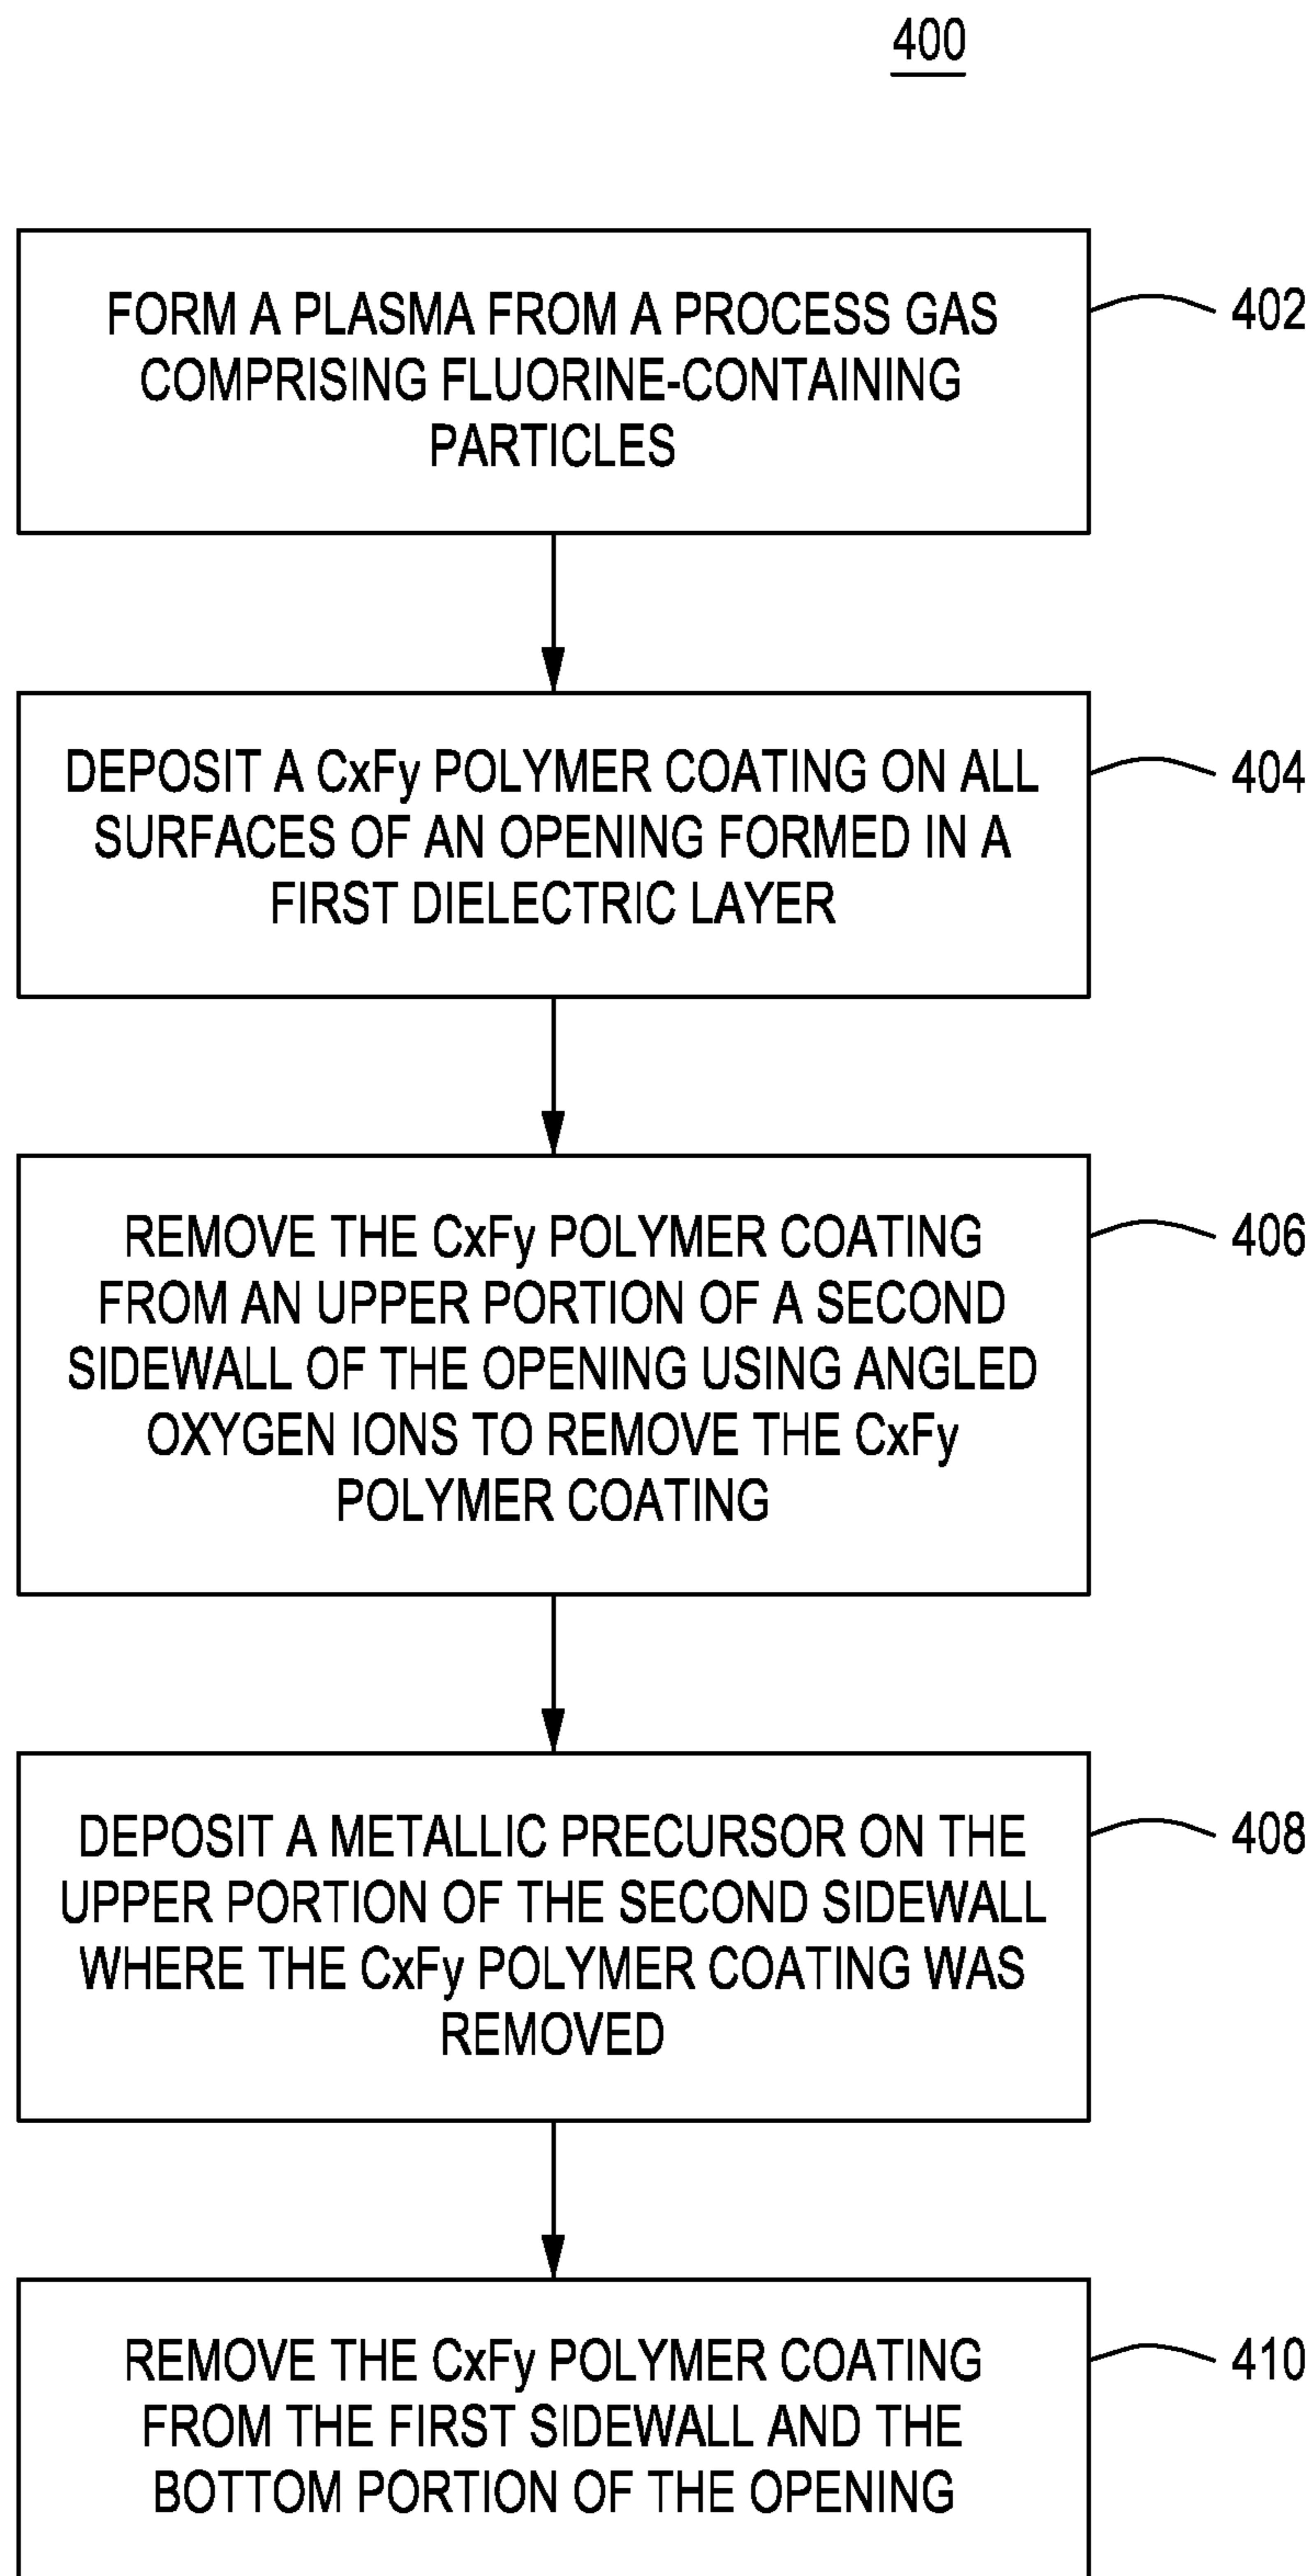 400
FORM A PLASMA FROM A PROCESS GAS
COMPRISING FLUORINE-CONTAINING
PARTICLES
402
DEPOSIT A CxFy POLYMER COATING ON ALL
SURFACES OF AN OPENING FORMED IN A
FIRST DIELECTRIC LAYER
404
REMOVE THE CxFy POLYMER COATING
FROM AN UPPER PORTION OF A SECOND
SIDEWALL OF THE OPENING USING ANGLED
OXYGEN IONS TO REMOVE THE CxFy
POLYMER COATING
406
DEPOSIT A METALLIC PRECURSOR ON THE
UPPER PORTION OF THE SECOND SIDEWALL
WHERE THE CxFy POLYMER COATING WAS
REMOVED
408
REMOVE THE CxFy POLYMER COATING
FROM THE FIRST SIDEWALL AND THE
BOTTOM PORTION OF THE OPENING
410